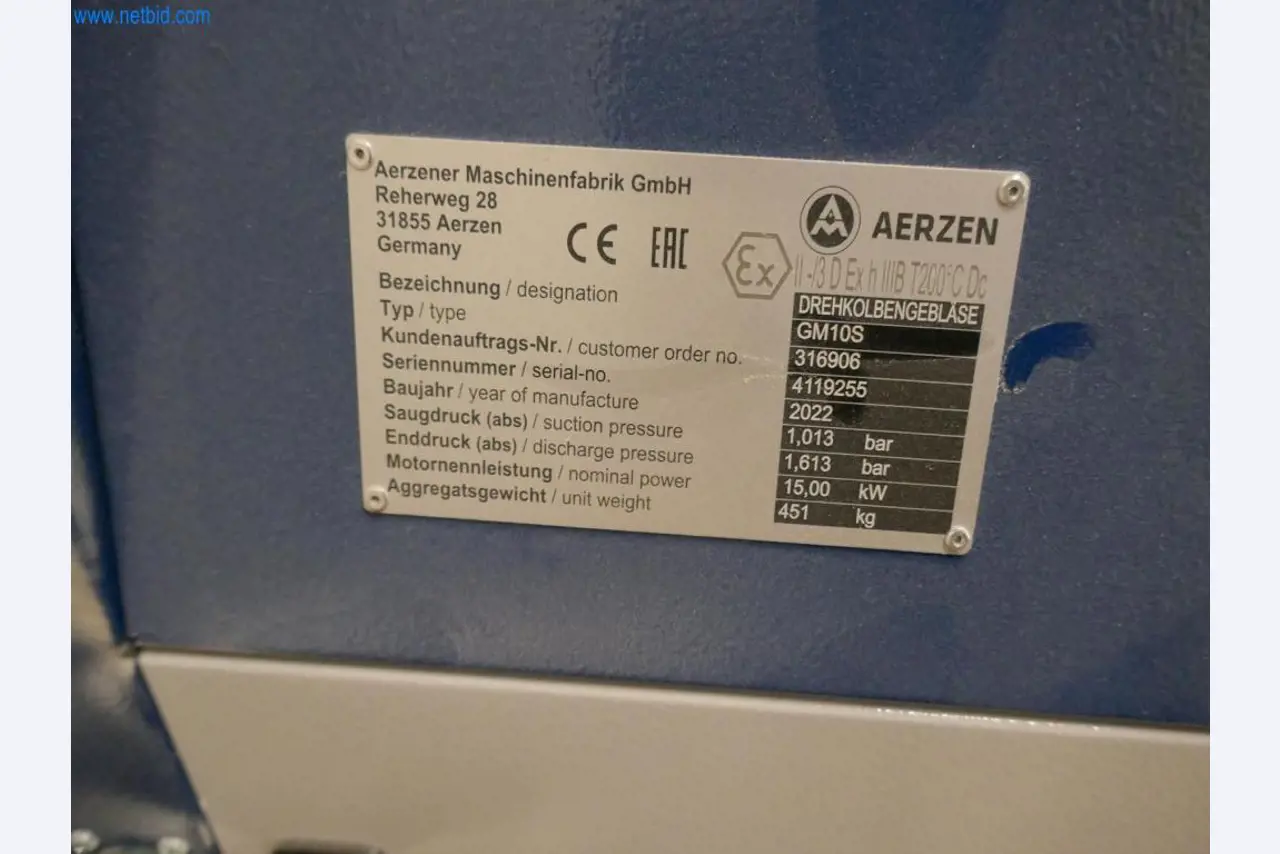 www.netbid.com
Aerzener Maschinenfabrik GmbH
Reherweg 28
31855 Aerzen
Germany
CE EAC
AERZEN
Ex II -/3 D Ex h IIIB T200°C Dc
Bezeichnung / designation DREHKOLBENGEBLÄSE
Typ / type GM10S
Kundenauftrags-Nr. / customer order no. 316906
Seriennummer / serial-no. 4119255
Baujahr / year of manufacture 2022
Saugdruck (abs) / suction pressure 1,013 bar
Enddruck (abs) / discharge pressure 1,613 bar
Motornennleistung / nominal power 15,00 kW
Aggregatsgewicht / unit weight 451 kg